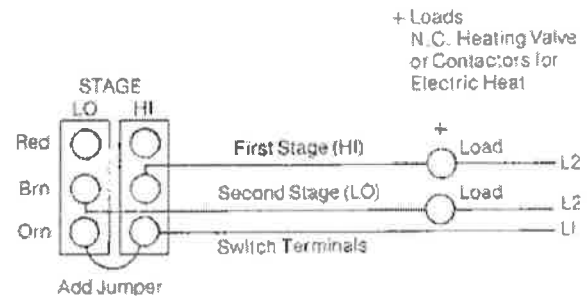 + Loads
N.C. Heating Valve
or Contactors for
Electric Heat
STAGE
LO HI
+
Red First Stage (HI) Load
L2
Brn Second Stage (LO) Load
L2
Orn L1
Switch Terminals
Add Jumper